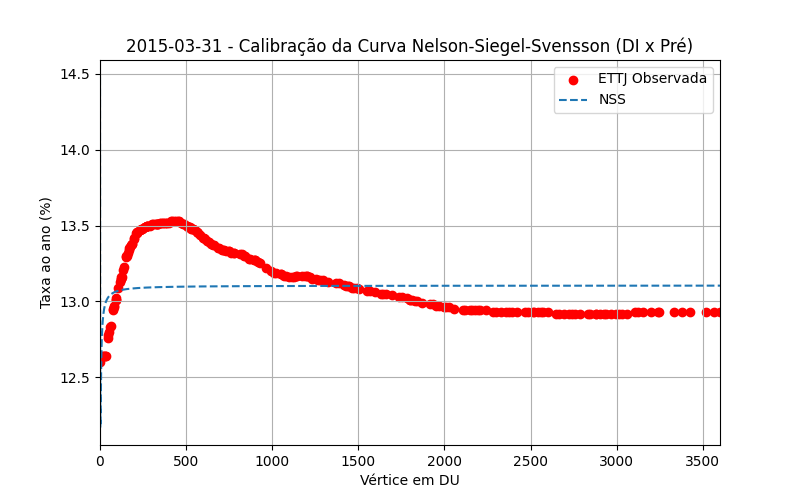 2015-03-31 - Calibração da Curva Nelson-Siegel-Svensson (DI x Pré)
ETTJ Observada
NSS
Taxa ao ano (%)
14.5
14.0
13.5
13.0
12.5
0 500 1000 1500 2000 2500 3000 3500
Vértice em DU